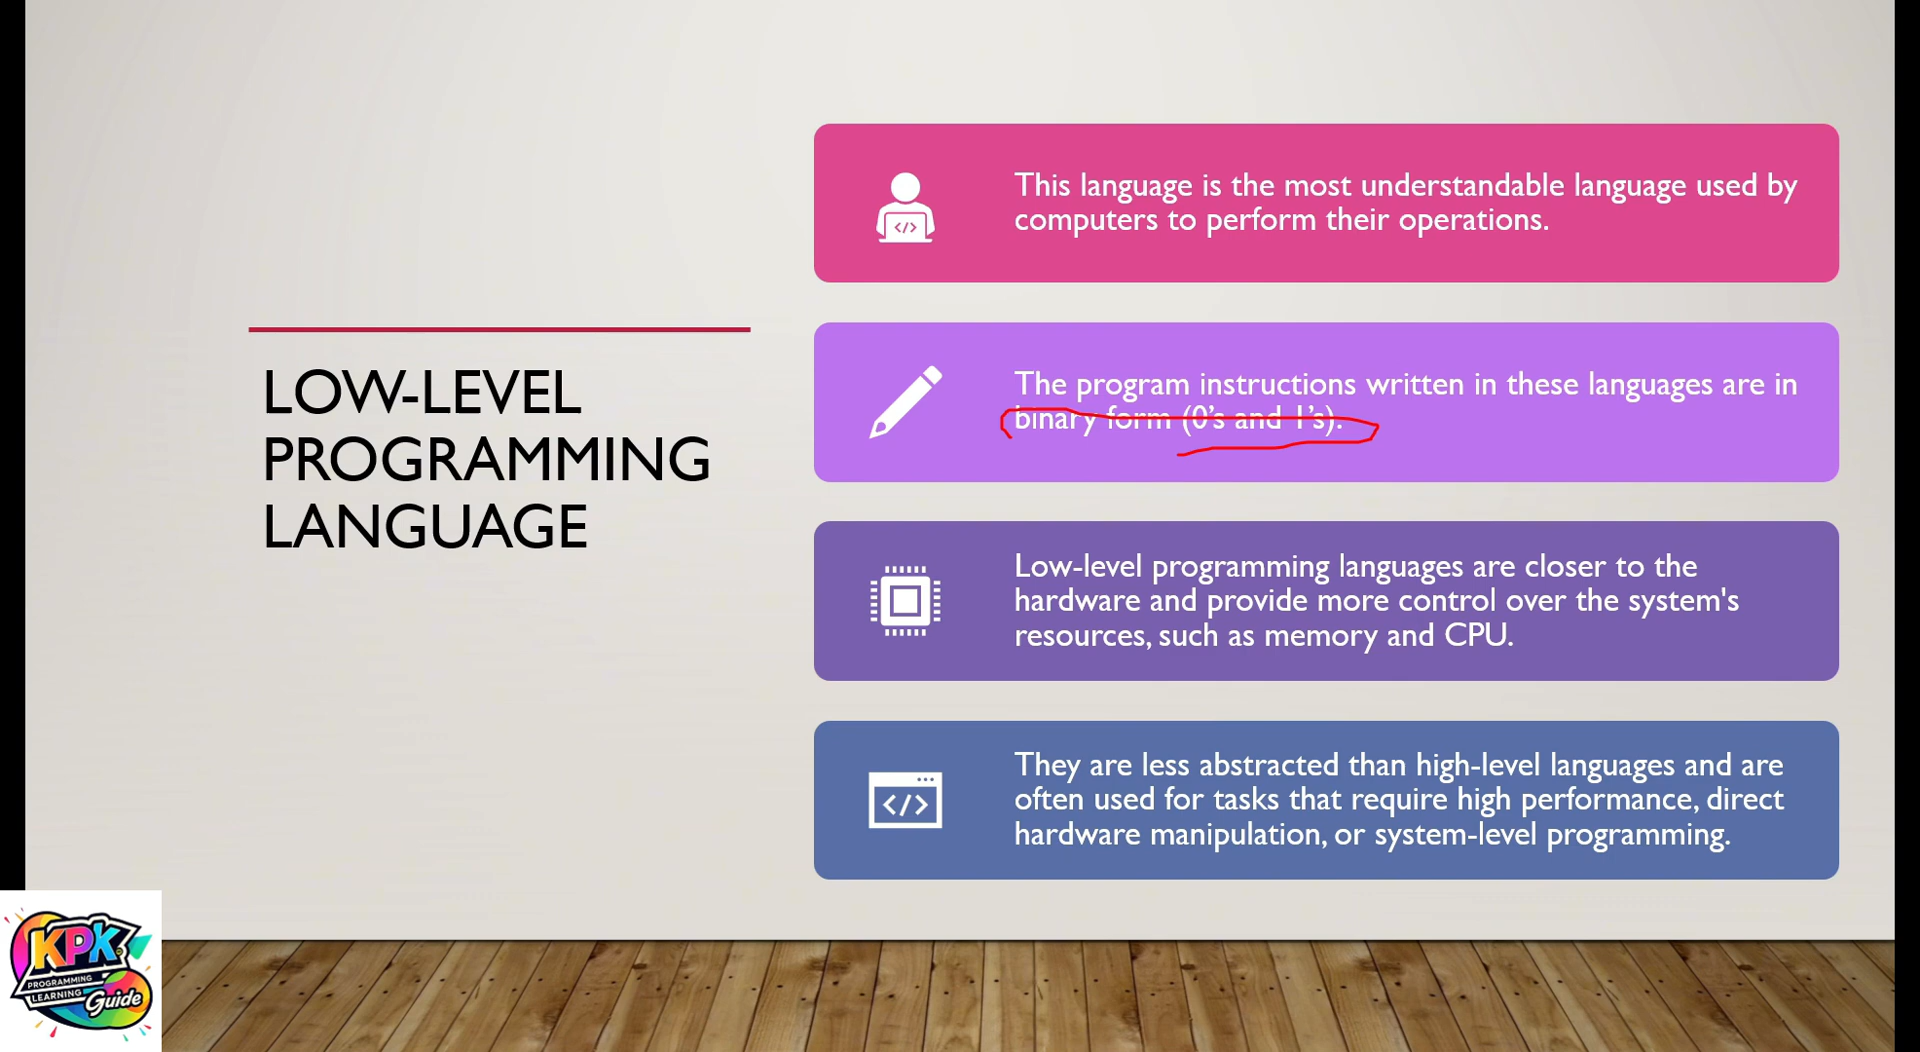 LOW-LEVEL
PROGRAMMING
LANGUAGE
This language is the most understandable language used by
computers to perform their operations.
The program instructions written in these languages are in
binary form (0's and 1's).
Low-level programming languages are closer to the
hardware and provide more control over the system's
resources, such as memory and CPU.
They are less abstracted than high-level languages and are
often used for tasks that require high performance, direct
hardware manipulation, or system-level programming.
KPK
PROGRAMMING
LEARNING
Guide